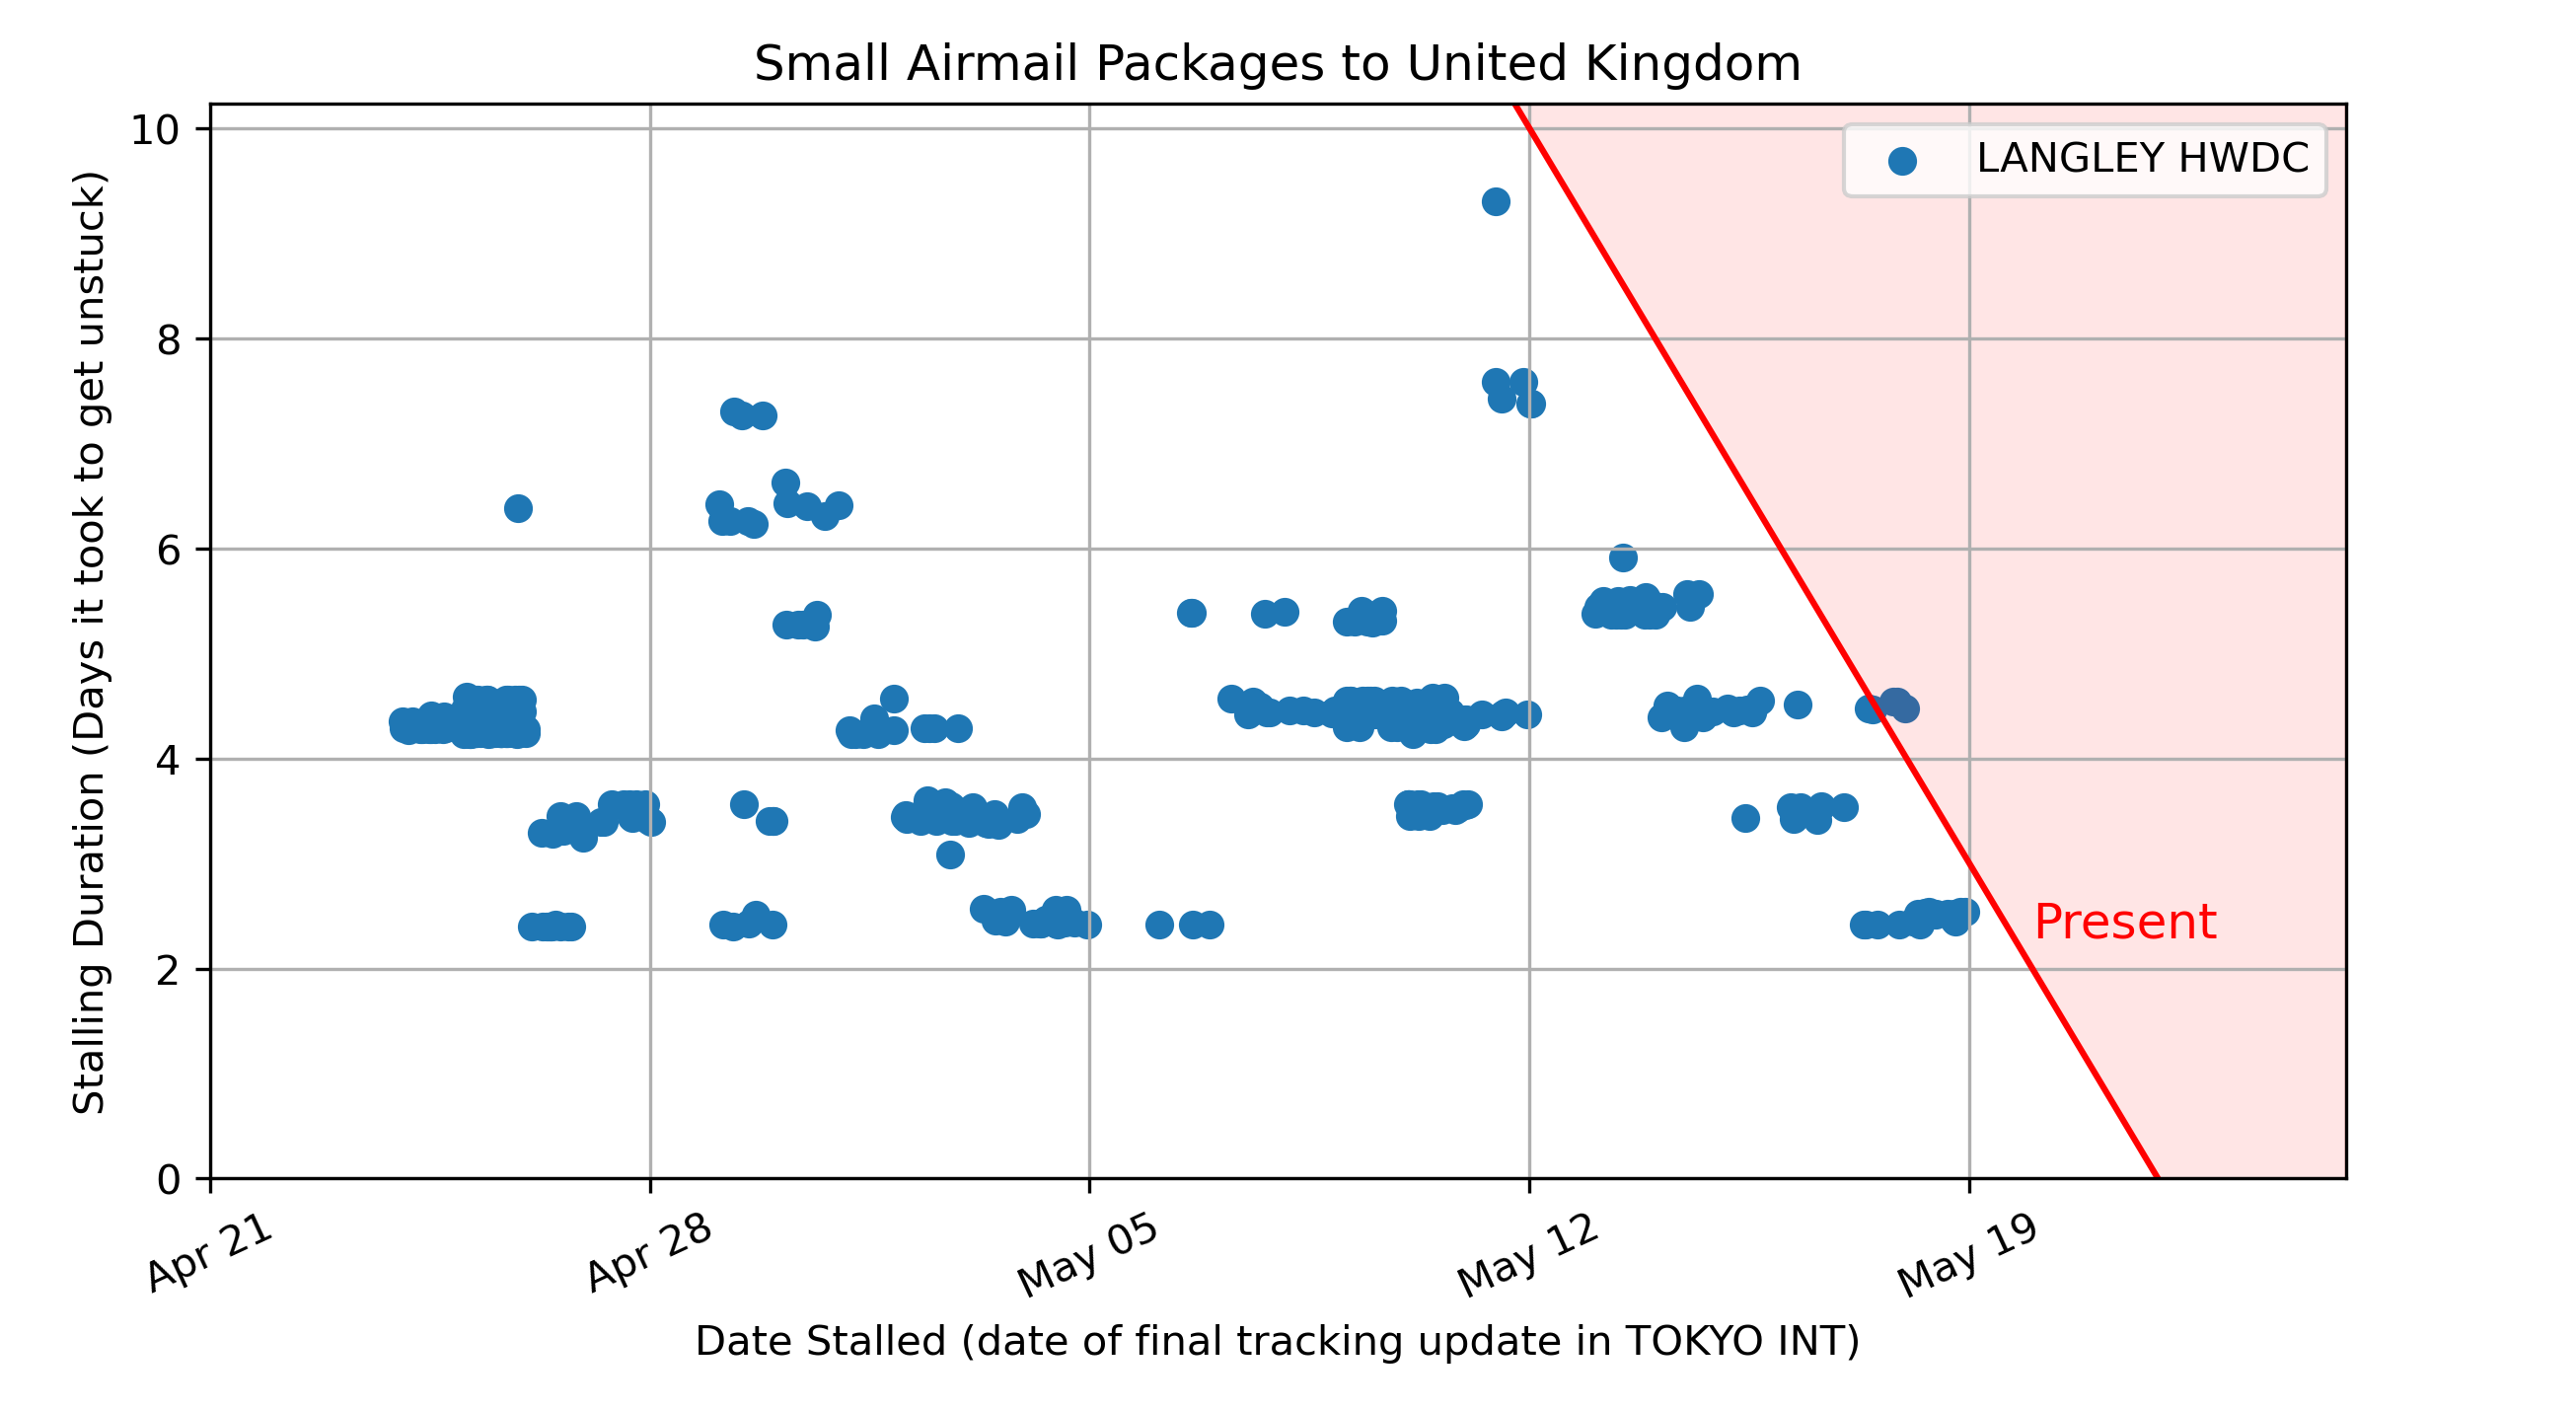 Small Airmail Packages to United Kingdom
Stalling Duration (Days it took to get unstuck)
10
8
6
4
2
0
LANGLEY HWDC
Present
Apr 21
Apr 28
May 05
May 12
May 19
Date Stalled (date of final tracking update in TOKYO INT)